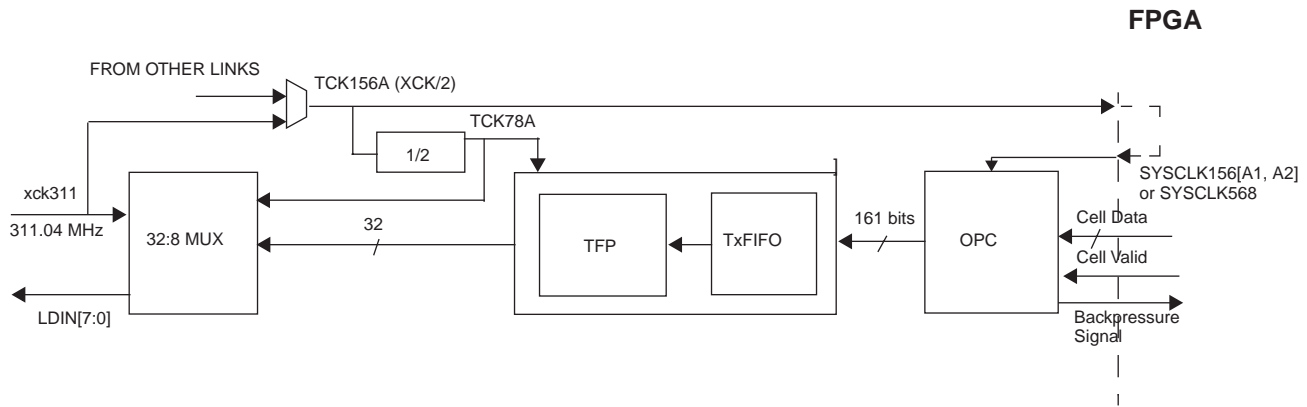 FPGA
FROM OTHER LINKS
TCK156A (XCK/2)
TCK78A
1/2
xck311
311.04 MHz
32:8 MUX
32
TFP
TxFIFO
161 bits
OPC
SYSCLK156[A1, A2]
or SYSCLK568
Cell Data
Cell Valid
Backpressure
Signal
LDIN[7:0]